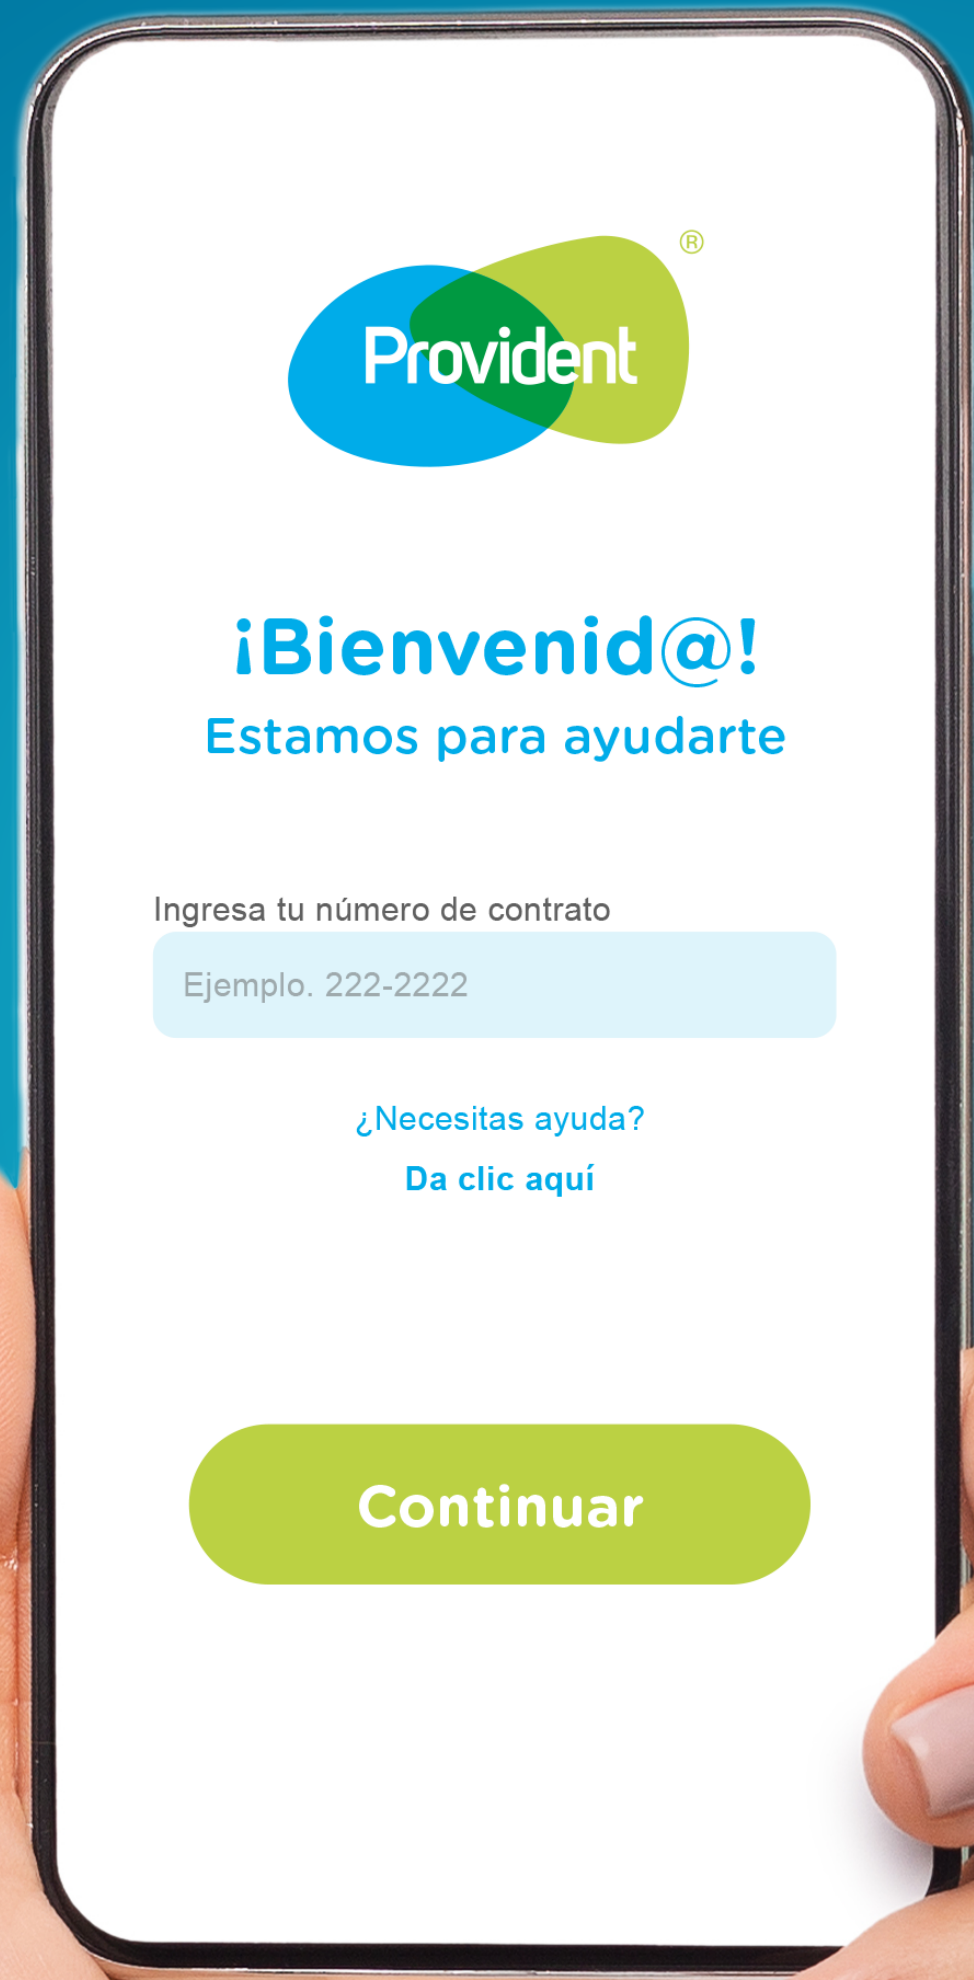 Provident®
¡Bienvenid@!
Estamos para ayudarte
Ingresa tu número de contrato
Ejemplo. 222-2222
¿Necesitas ayuda?
Da clic aquí
Continuar